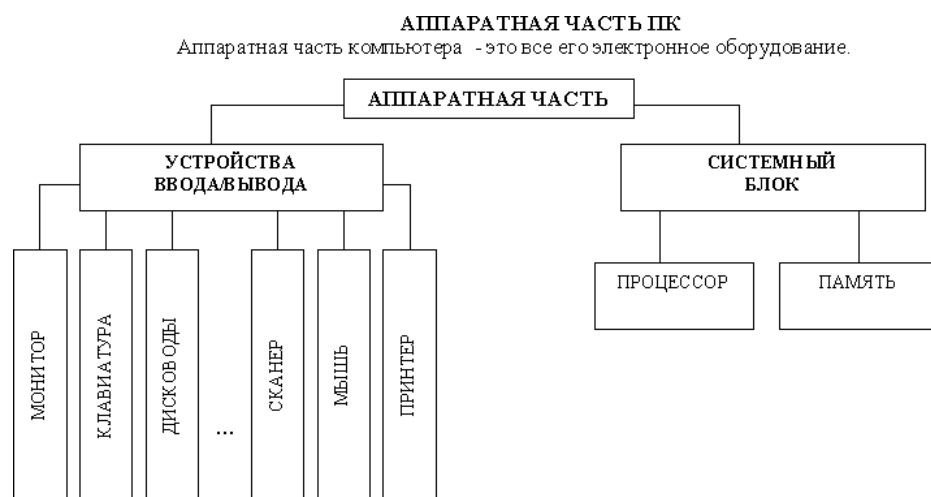 АППАРАТНАЯ ЧАСТЬ ПК
Аппаратная часть компьютера - это все его электронное оборудование.
АППАРАТНАЯ ЧАСТЬ
УСТРОЙСТВА
ВВОДА/ВЫВОДА
СИСТЕМНЫЙ
БЛОК
МОНИТОР
КЛАВИАТУРА
ДИСКОВОДЫ
...
СКАНЕР
МЫШЬ
ПРИНТЕР
ПРОЦЕССОР
ПАМЯТЬ